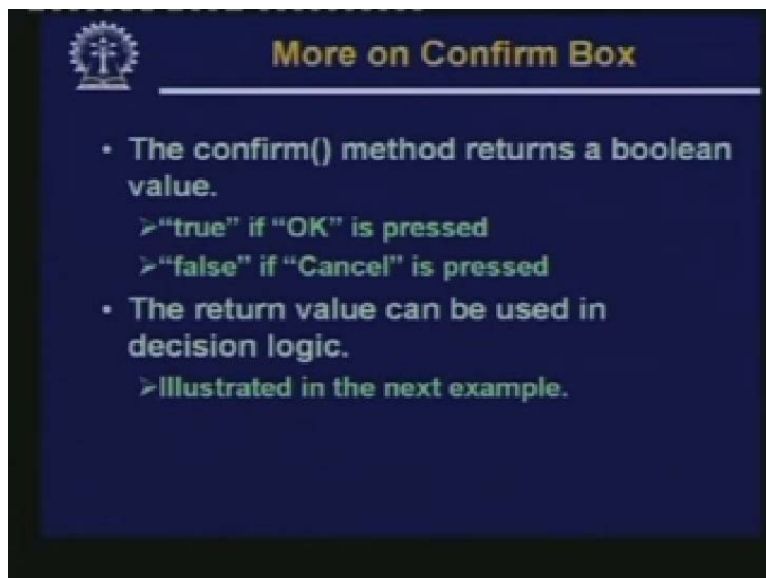 More on Confirm Box
• The confirm() method returns a boolean
value.
➢"true" if "OK" is pressed
➢"false" if "Cancel" is pressed
• The return value can be used in
decision logic.
➢Illustrated in the next example.